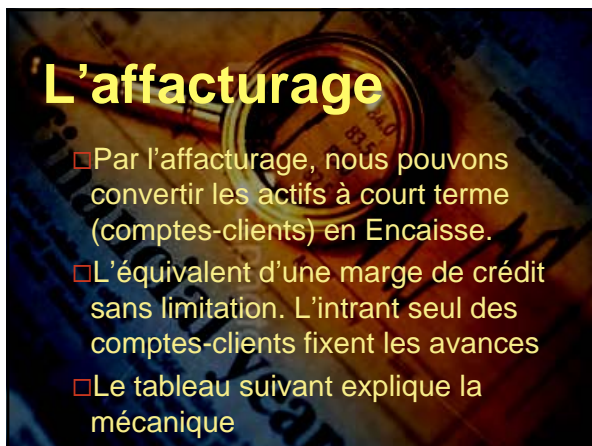 L’affacturage
Par l’affacturage, nous pouvons
convertir les actifs à court terme
(comptes-clients) en Encaisse.
L’équivalent d’une marge de crédit
sans limitation. L’intrant seul des
comptes-clients fixent les avances
Le tableau suivant explique la
mécanique